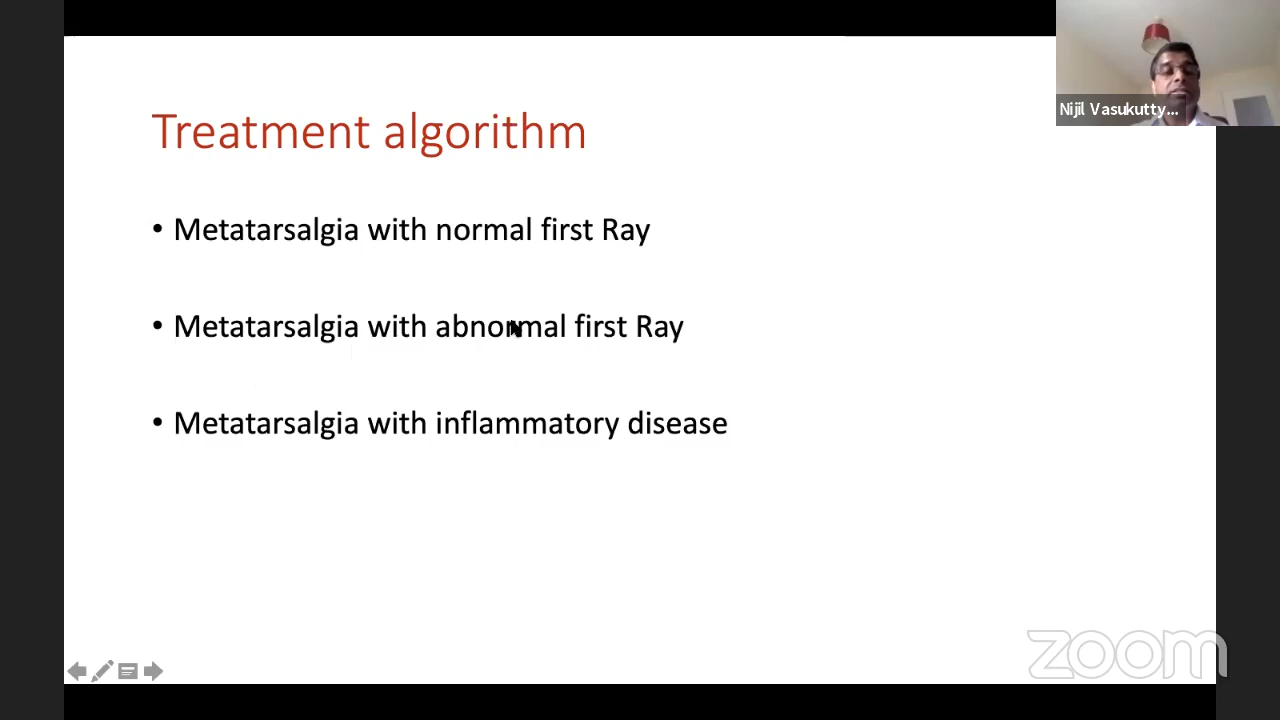 Nijil Vasukutty...
Treatment algorithm
• Metatarsalgia with normal first Ray
• Metatarsalgia with abnormal first Ray
• Metatarsalgia with inflammatory disease
zoom